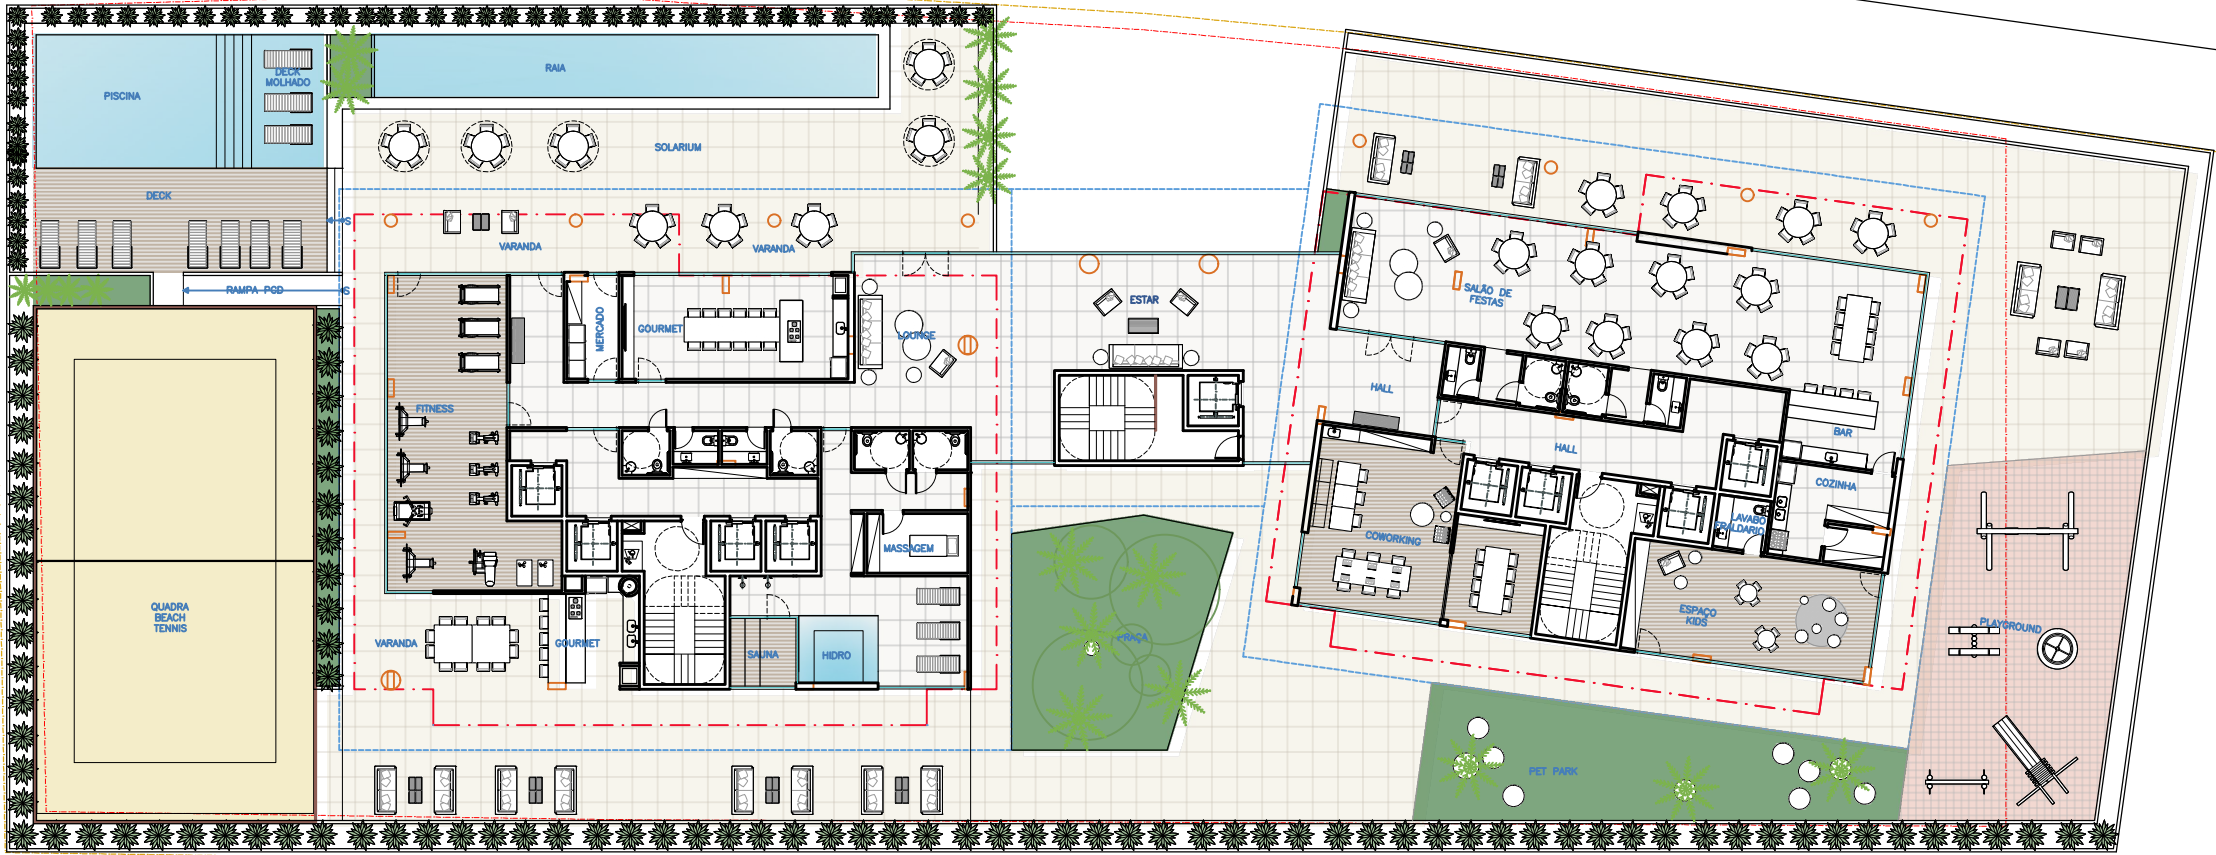 PISCINA
DECK
MOLHADO
RAIA
SOLARIUM
DECK
S
VARANDA
VARANDA
RAMPA PCD
S
MERCADO
GOURMET
LOUNGE
ESTAR
SALÃO DE
FESTAS
FITNESS
HALL
HALL
BAR
COZINHA
LAVABO
FRALDARIO
COWORKING
MASSAGEM
QUADRA
BEACH
TENNIS
VARANDA
GOURMET
SAUNA
HIDRO
PRAÇA
ESPAÇO
KIDS
PLAYGROUND
PET PARK